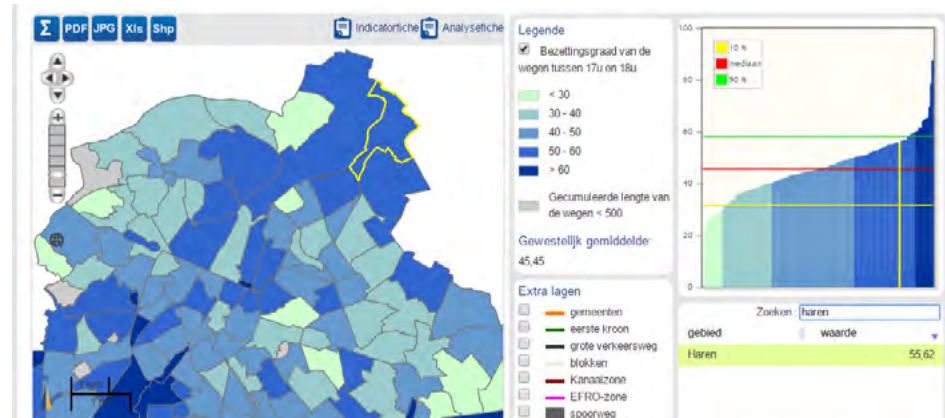 Σ PDF JPG Xls Shp
Indicatorfiche Analysefiche
Legende
Bezettingsgraad van de
wegen tussen 17u en 18u
< 30
30 - 40
40 - 50
50 - 60
> 60
Gecumuleerde lengte van
de wegen < 500
Gewestelijk gemiddelde:
45,45
Extra lagen
gemeenten
eerste kroon
grote verkeersweg
blokken
Kanaalzone
EFRO-zone
spoorweg
100
80
60
40
20
0
10 %
mediaan
90 %
Zoeken: haren
gebied waarde
Haren 55,62